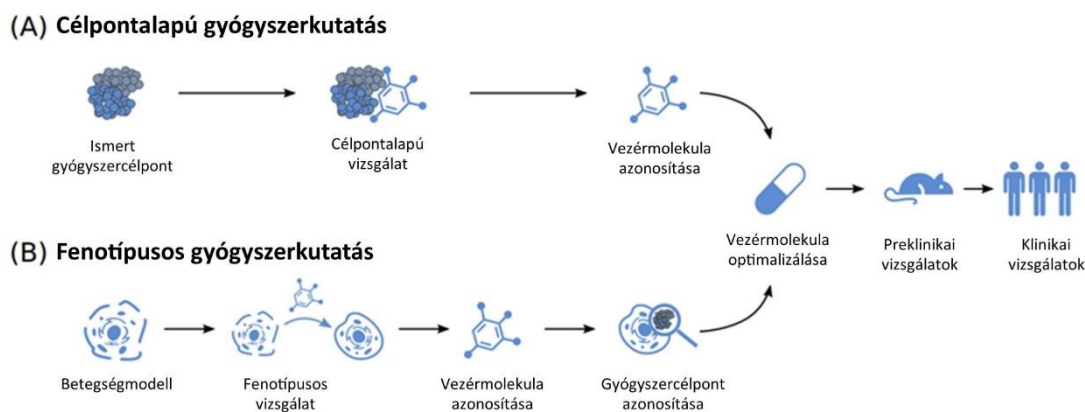 (A) Célpontalapú gyógyszerkutatás
Ismert
gyógyszercélpont
Célpontalapú
vizsgálat
Vezérmolekula
azonosítása
Vezérmolekula
optimalizálása
Preklinikai
vizsgálatok
Klinikai
vizsgálatok
(B) Fenotípusos gyógyszerkutatás
Betegségmodell
Fenotípusos
vizsgálat
Vezérmolekula
azonosítása
Gyógyszercélpont
azonosítása